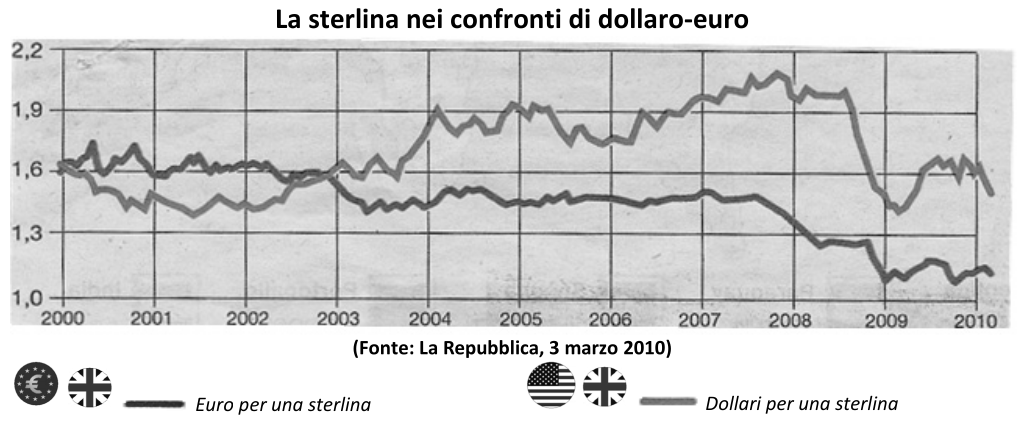 La sterlina nei confronti di dollaro-euro
2,2
1,9
1,6
1,3
1,0
2000 2001 2002 2003 2004 2005 2006 2007 2008 2009 2010
(Fonte: La Repubblica, 3 marzo 2010)
€
Euro per una sterlina
Dollari per una sterlina